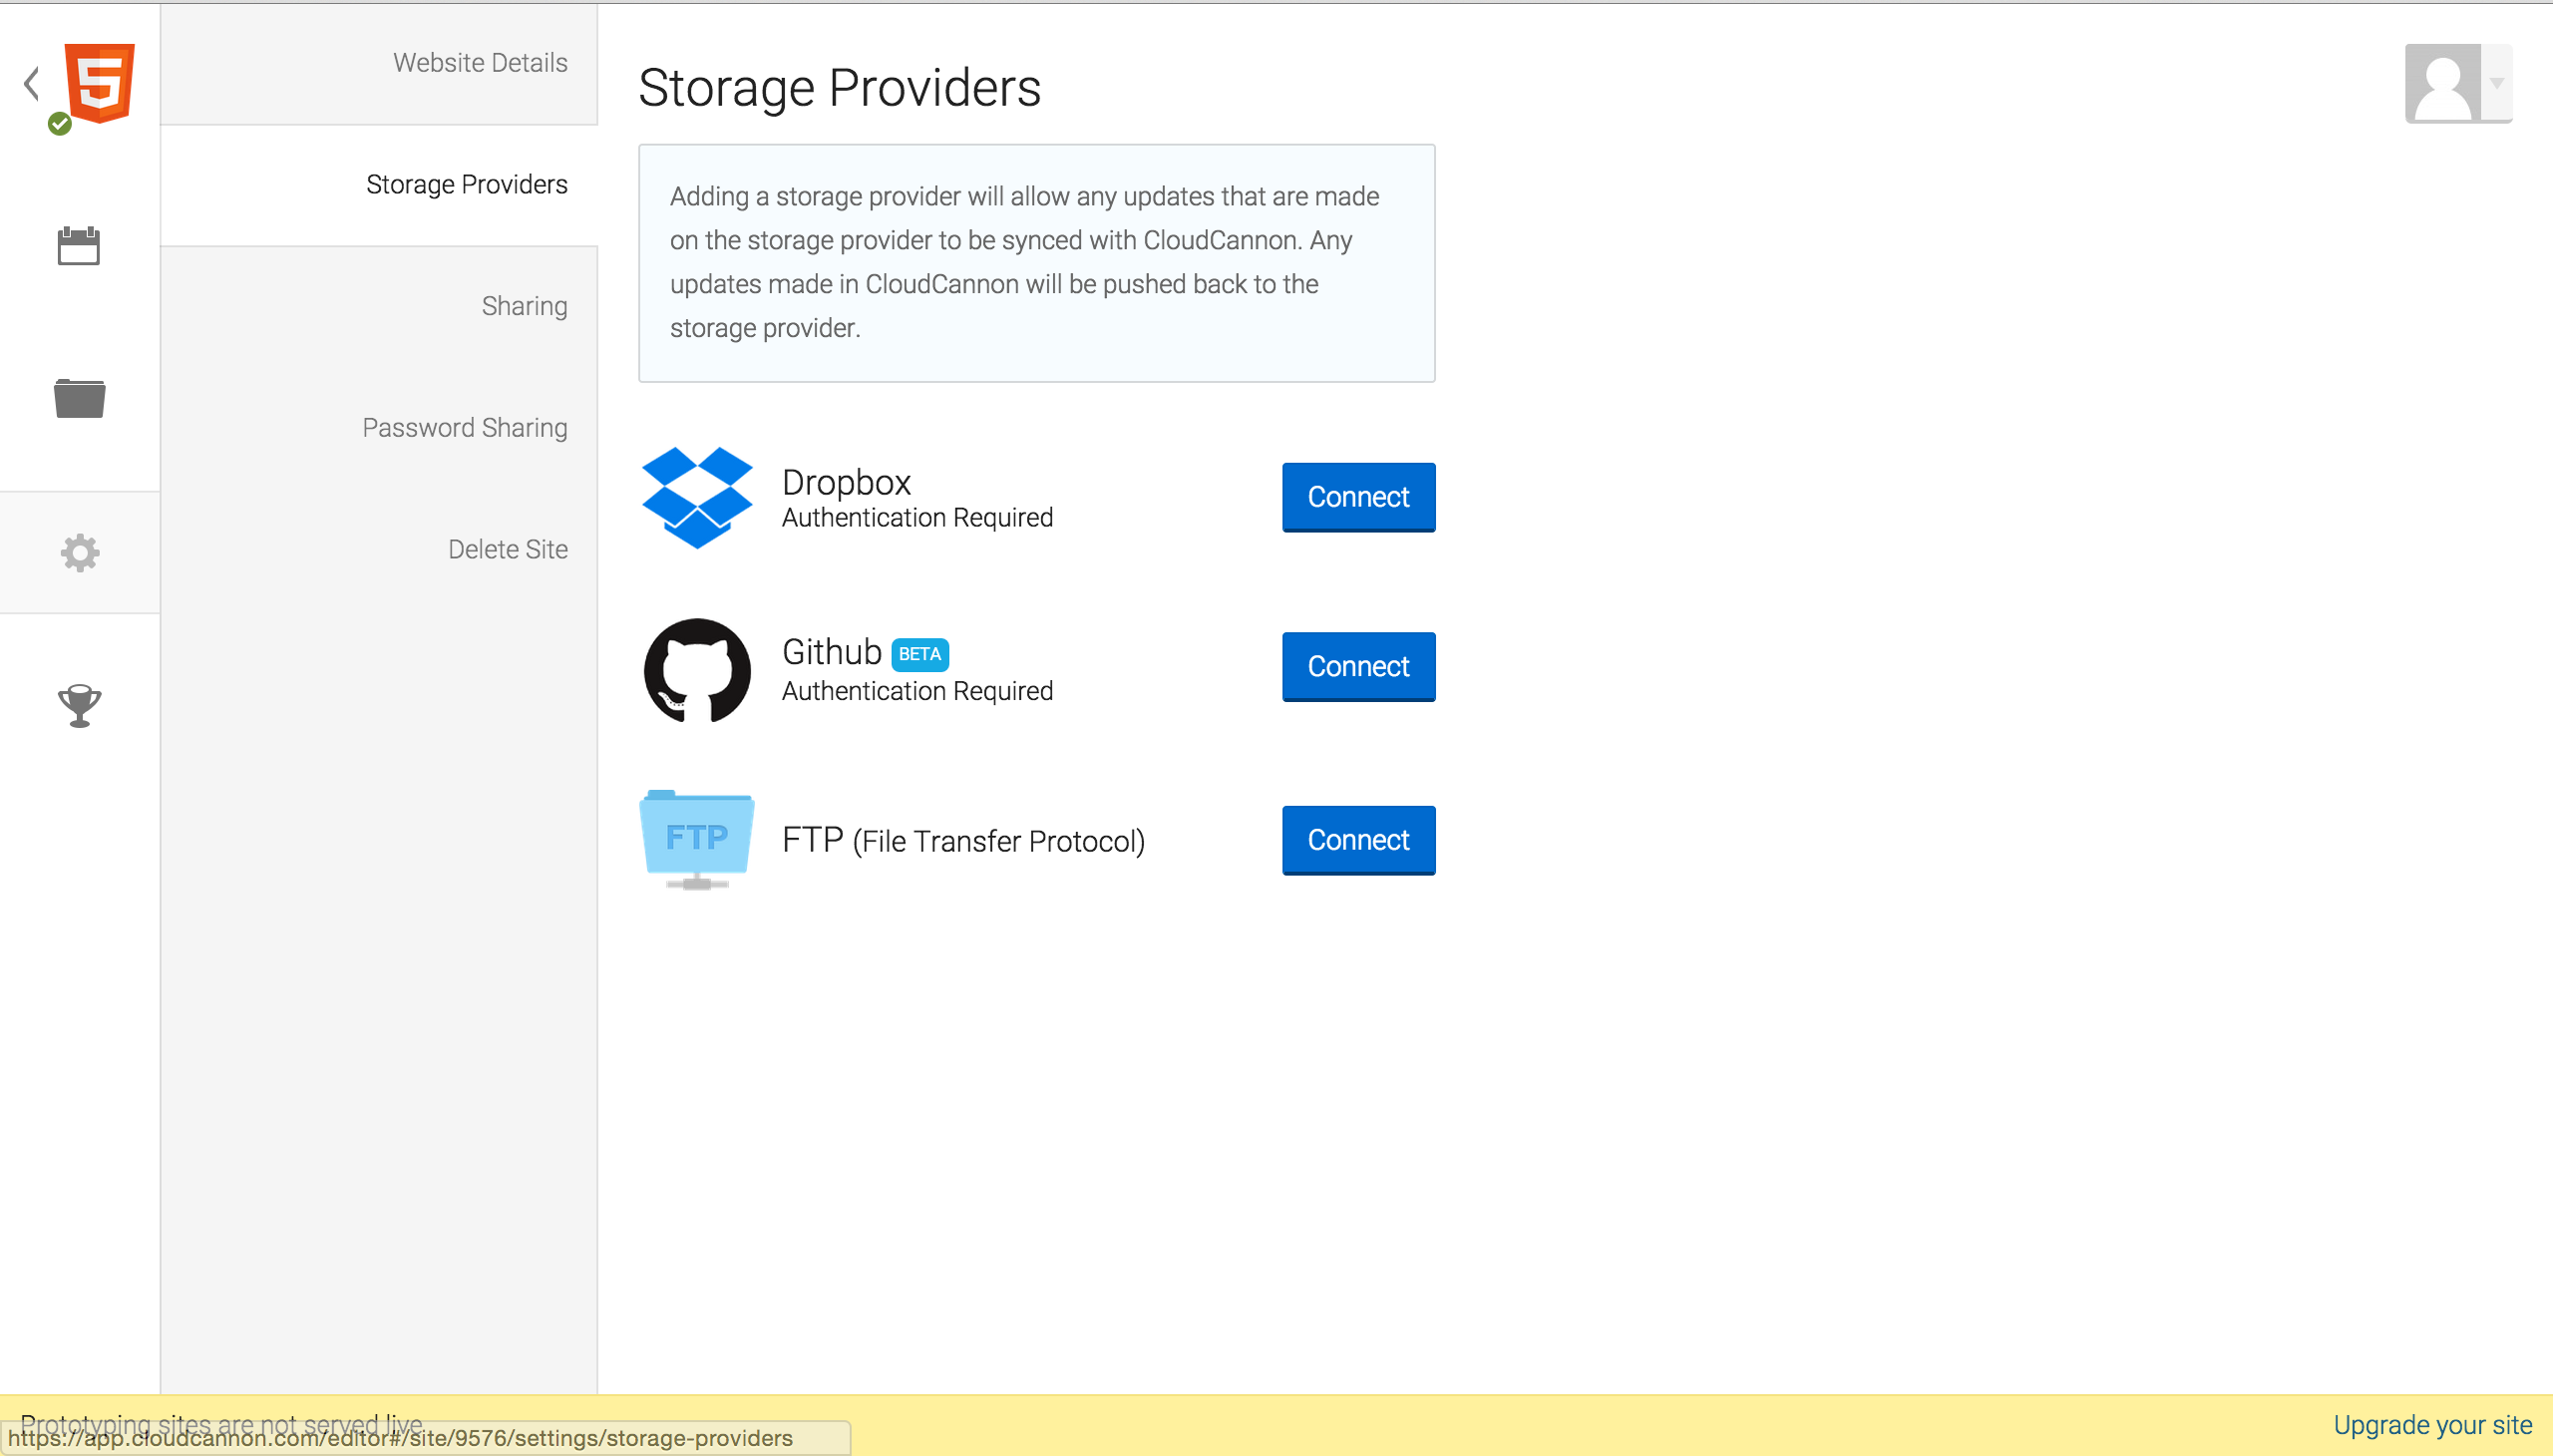 Website Details
Storage Providers
Sharing
Password Sharing
Delete Site
Storage Providers
Adding a storage provider will allow any updates that are made
on the storage provider to be synced with CloudCannon. Any
updates made in CloudCannon will be pushed back to the
storage provider.
Dropbox
Authentication Required
Connect
Github BETA
Authentication Required
Connect
FTP
FTP (File Transfer Protocol)
Connect
Prototyping sites are not served live
https://app.cloudcannon.com/editor#/site/9576/settings/storage-providers
Upgrade your site